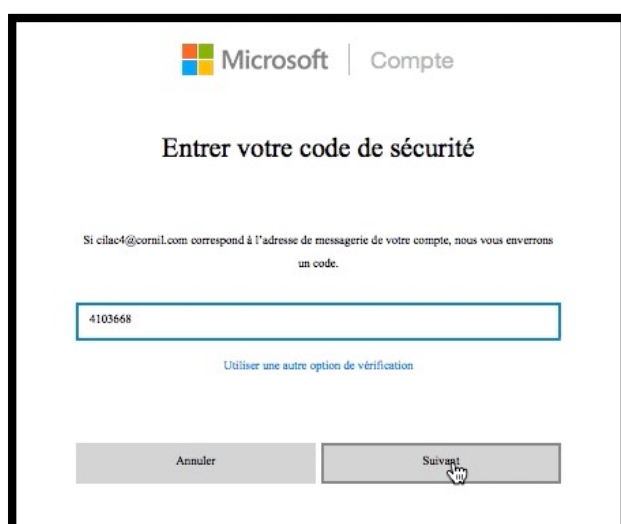 Microsoft | Compte
Entrer votre code de sécurité
Si cilac4@cornil.com correspond à l'adresse de messagerie de votre compte, nous vous enverrons
un code.
4103668
Utiliser une autre option de vérification
Annuler Suivant